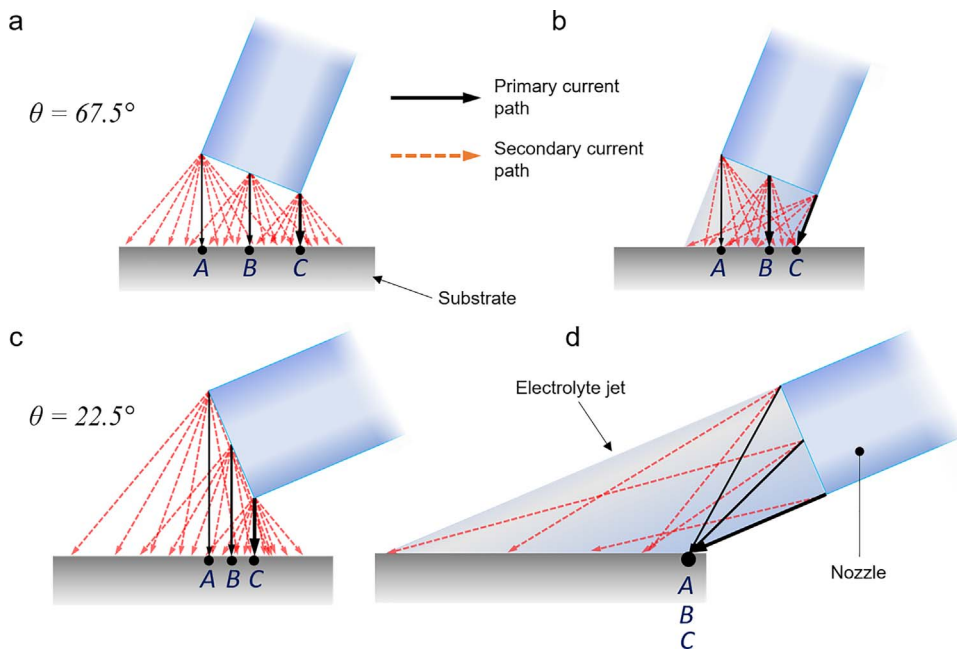 a
b
θ = 67.5°
Primary current
path
Secondary current
path
A B C
A B C
Substrate
c
d
θ = 22.5°
Electrolyte jet
A B C
Nozzle
A
B
C